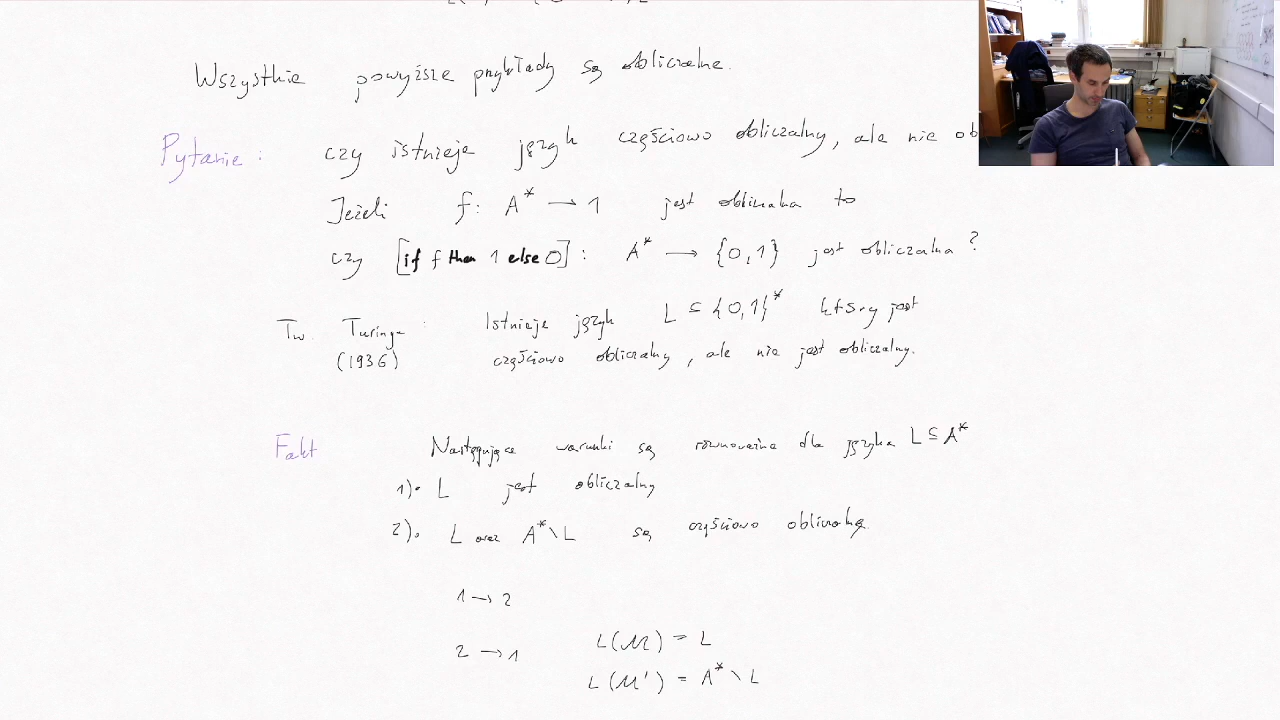 Wszystkie powyższe przykłady są obliczalne.
Pytanie: czy istnieje język częściowo obliczalny, ale nie ob
Jeżeli f: A* → 1 jest obliczalna to
czy [if f then 1 else 0]: A* → {0,1} jest obliczalna?
Tw. Turinga: Istnieje język L ⊆ {0,1}* który jest
(1936) częściowo obliczalny, ale nie jest obliczalny.
Fakt Następujące warunki są równoważne dla języka L ⊆ A*
1). L jest obliczalny
2). L oraz A* \ L są częściowo obliczalne.
1 → 2
2 → 1 L(M) = L
L(M') = A* \ L